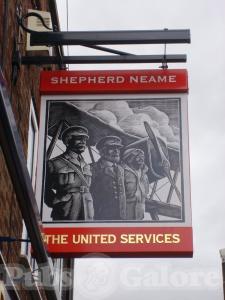 SHEPHERD NEAME
THE UNITED SERVICES
Pubs Galore